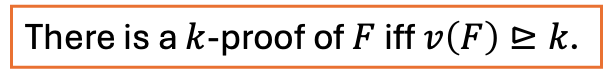 There is a 𝑘-proof of 𝐹 iff 𝑣(𝐹) ⊵ 𝑘.